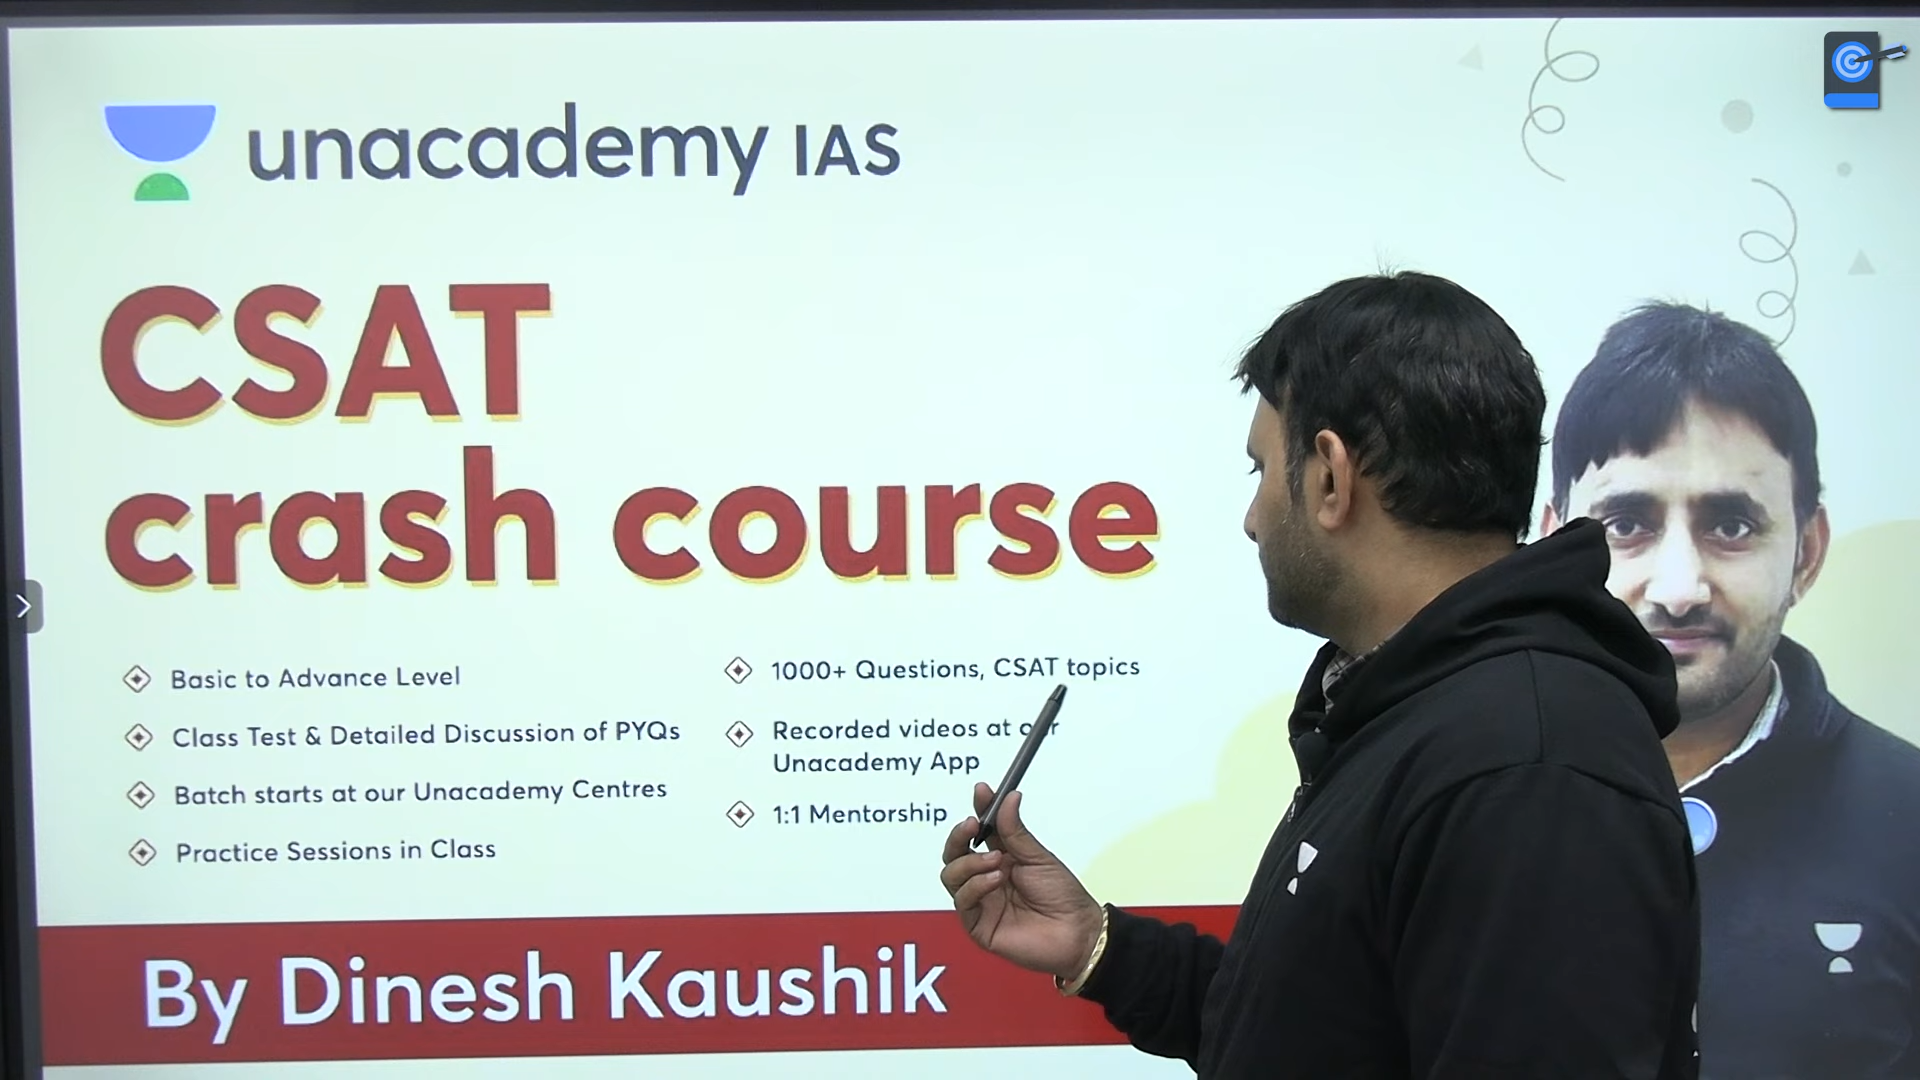 unacademy IAS
CSAT
crash course
Basic to Advance Level
Class Test & Detailed Discussion of PYQs
Batch starts at our Unacademy Centres
Practice Sessions in Class
1000+ Questions, CSAT topics
Recorded videos at our
Unacademy App
1:1 Mentorship
By Dinesh Kaushik